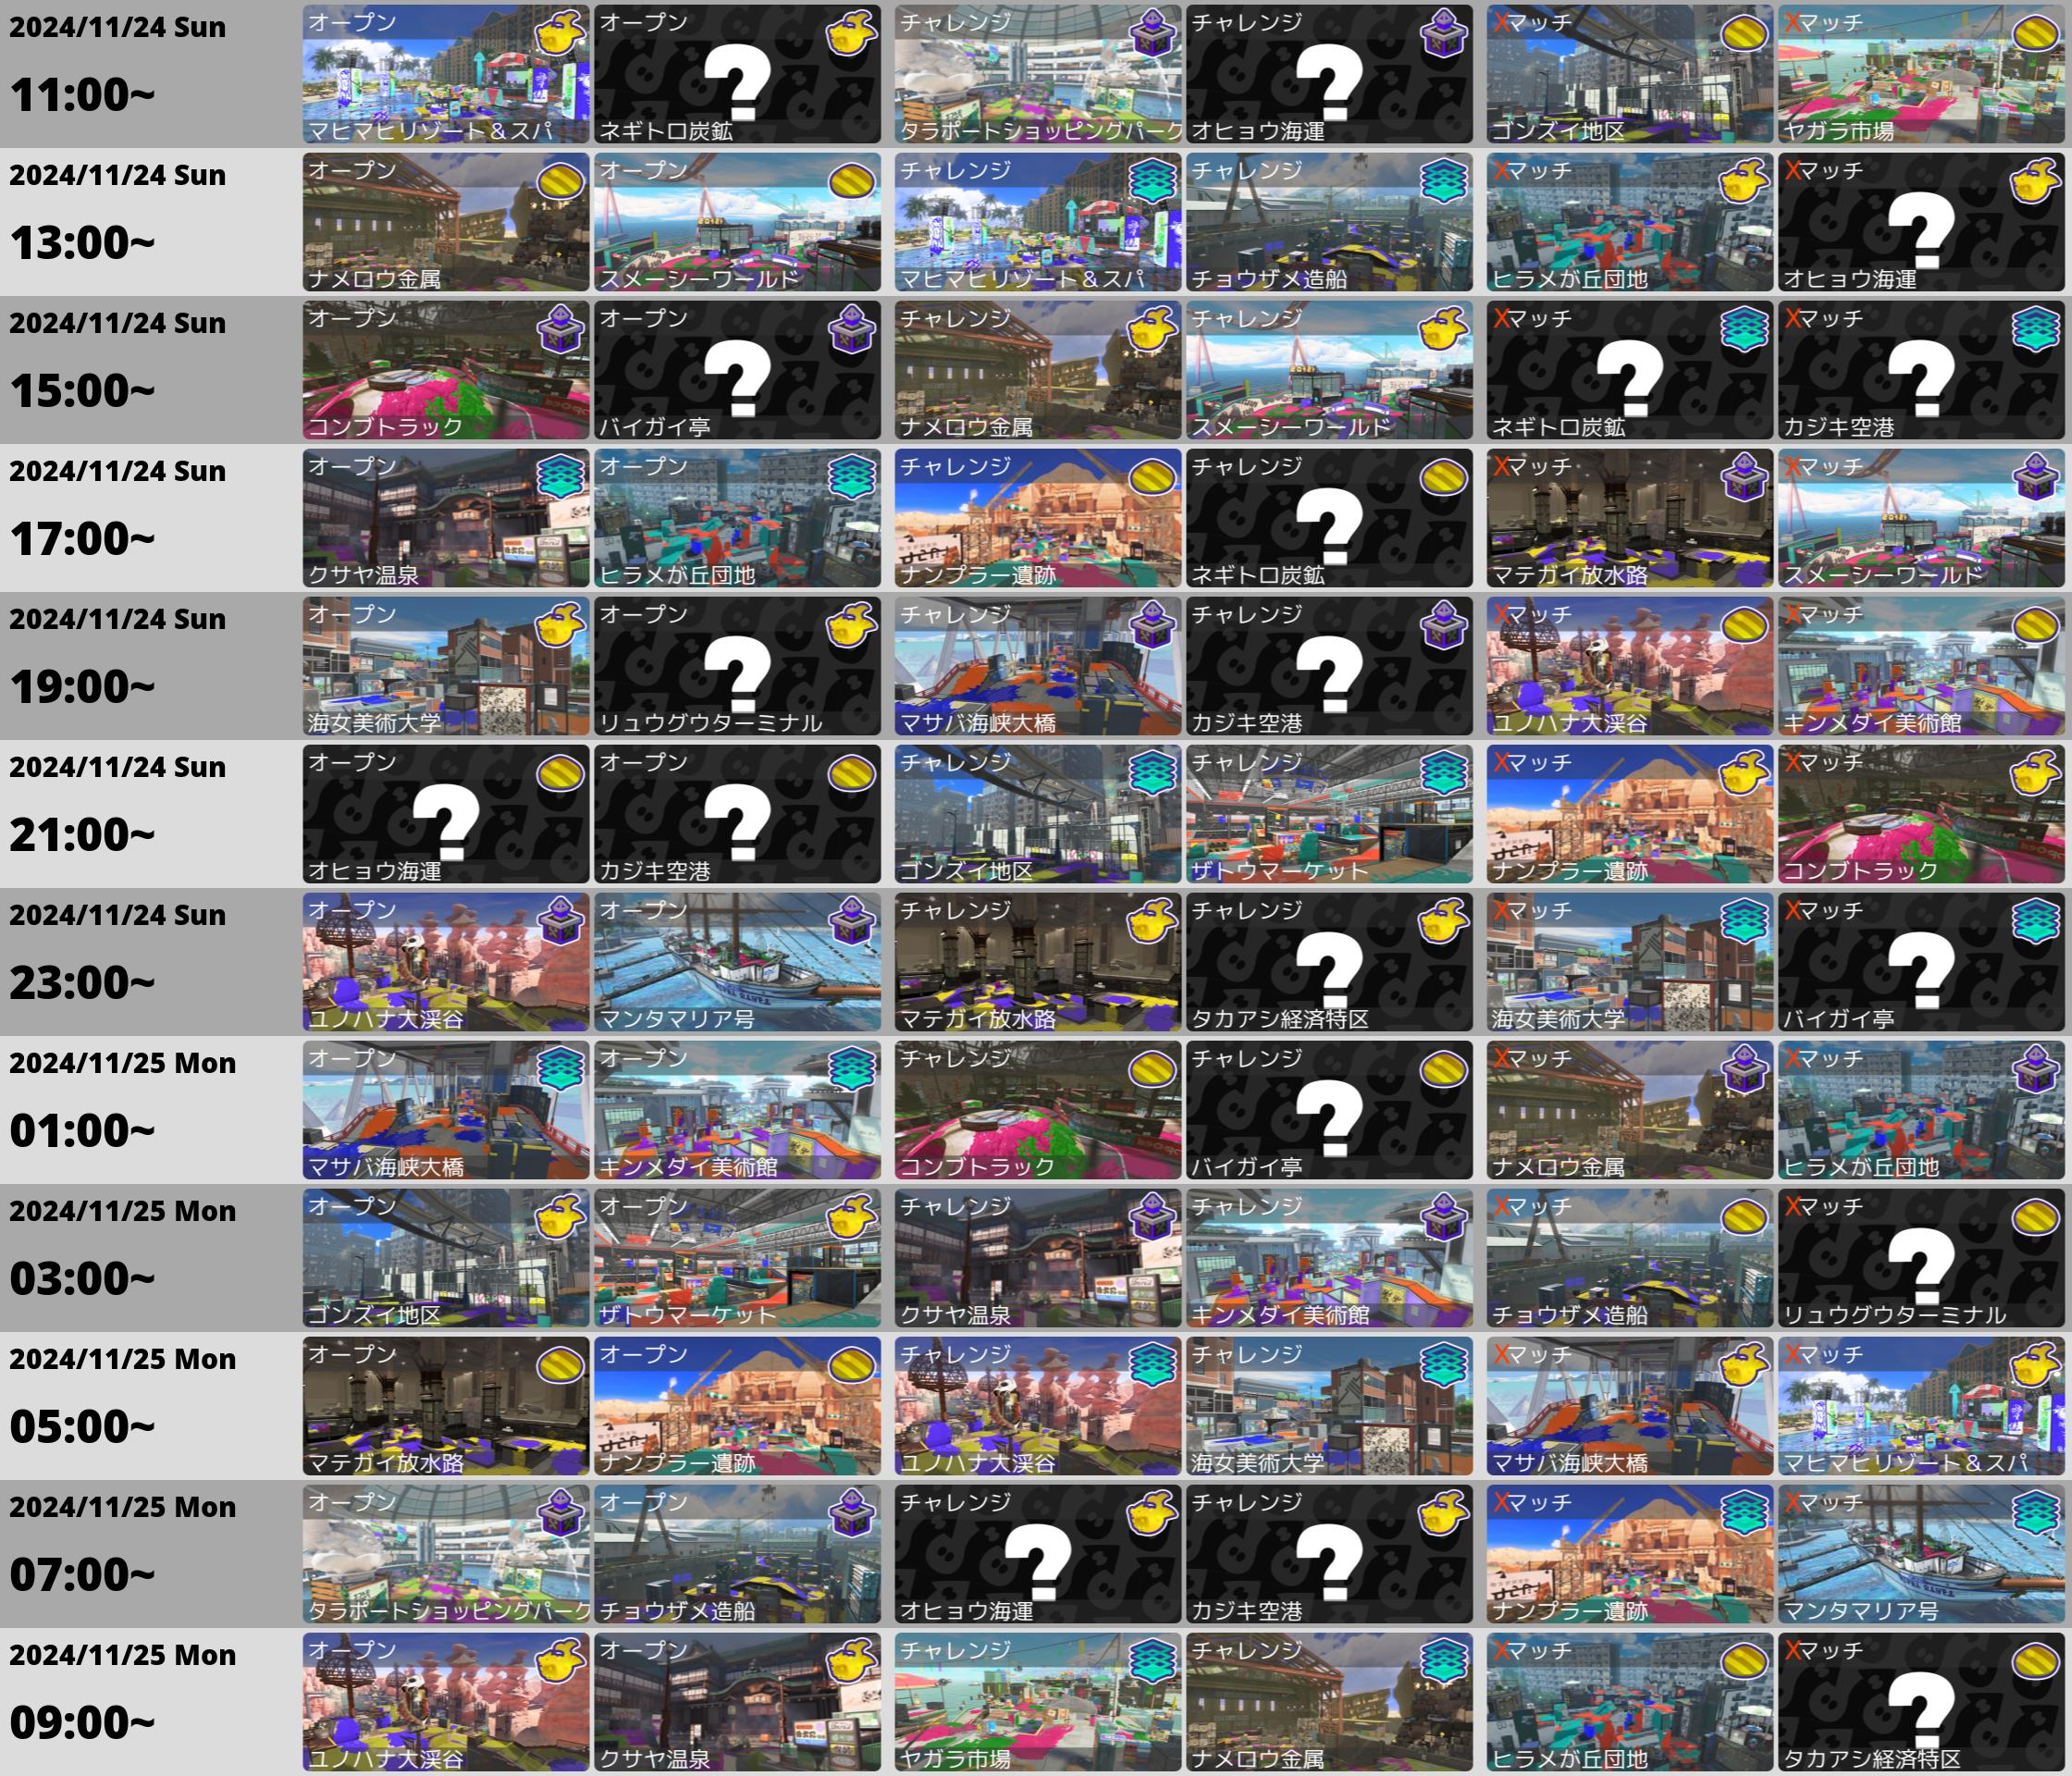 2024/11/24 Sun
11:00~
オープン オープン チャレンジ チャレンジ Xマッチ Xマッチ
マヒマヒリゾート＆スパ ネギトロ炭鉱 タラポートショッピングパーク オヒョウ海運 ゴンズイ地区 ヤガラ市場
2024/11/24 Sun
13:00~
オープン オープン チャレンジ チャレンジ Xマッチ Xマッチ
ナメロウ金属 スメーシーワールド マヒマヒリゾート＆スパ チョウザメ造船 ヒラメが丘団地 オヒョウ海運
2024/11/24 Sun
15:00~
オープン オープン チャレンジ チャレンジ Xマッチ Xマッチ
コンブトラック バイガイ亭 ナメロウ金属 スメーシーワールド ネギトロ炭鉱 カジキ空港
2024/11/24 Sun
17:00~
オープン オープン チャレンジ チャレンジ Xマッチ Xマッチ
クサヤ温泉 ヒラメが丘団地 ナンプラー遺跡 ネギトロ炭鉱 マテガイ放水路 スメーシーワールド
2024/11/24 Sun
19:00~
オープン オープン チャレンジ チャレンジ Xマッチ Xマッチ
海女美術大学 リュウグウターミナル マサバ海峡大橋 カジキ空港 ユノハナ大渓谷 キンメダイ美術館
2024/11/24 Sun
21:00~
オープン オープン チャレンジ チャレンジ Xマッチ Xマッチ
オヒョウ海運 カジキ空港 ゴンズイ地区 ザトウマーケット ナンプラー遺跡 コンブトラック
2024/11/24 Sun
23:00~
オープン オープン チャレンジ チャレンジ Xマッチ Xマッチ
ユノハナ大渓谷 マンタマリア号 マテガイ放水路 タカアシ経済特区 海女美術大学 バイガイ亭
2024/11/25 Mon
01:00~
オープン オープン チャレンジ チャレンジ Xマッチ Xマッチ
マサバ海峡大橋 キンメダイ美術館 コンブトラック バイガイ亭 ナメロウ金属 ヒラメが丘団地
2024/11/25 Mon
03:00~
オープン オープン チャレンジ チャレンジ Xマッチ Xマッチ
ゴンズイ地区 ザトウマーケット クサヤ温泉 キンメダイ美術館 チョウザメ造船 リュウグウターミナル
2024/11/25 Mon
05:00~
オープン オープン チャレンジ チャレンジ Xマッチ Xマッチ
マテガイ放水路 ナンプラー遺跡 ユノハナ大渓谷 海女美術大学 マサバ海峡大橋 マヒマヒリゾート＆スパ
2024/11/25 Mon
07:00~
オープン オープン チャレンジ チャレンジ Xマッチ Xマッチ
タラポートショッピングパーク チョウザメ造船 オヒョウ海運 カジキ空港 ナンプラー遺跡 マンタマリア号
2024/11/25 Mon
09:00~
オープン オープン チャレンジ チャレンジ Xマッチ Xマッチ
ユノハナ大渓谷 クサヤ温泉 ヤガラ市場 ナメロウ金属 ヒラメが丘団地 タカアシ経済特区